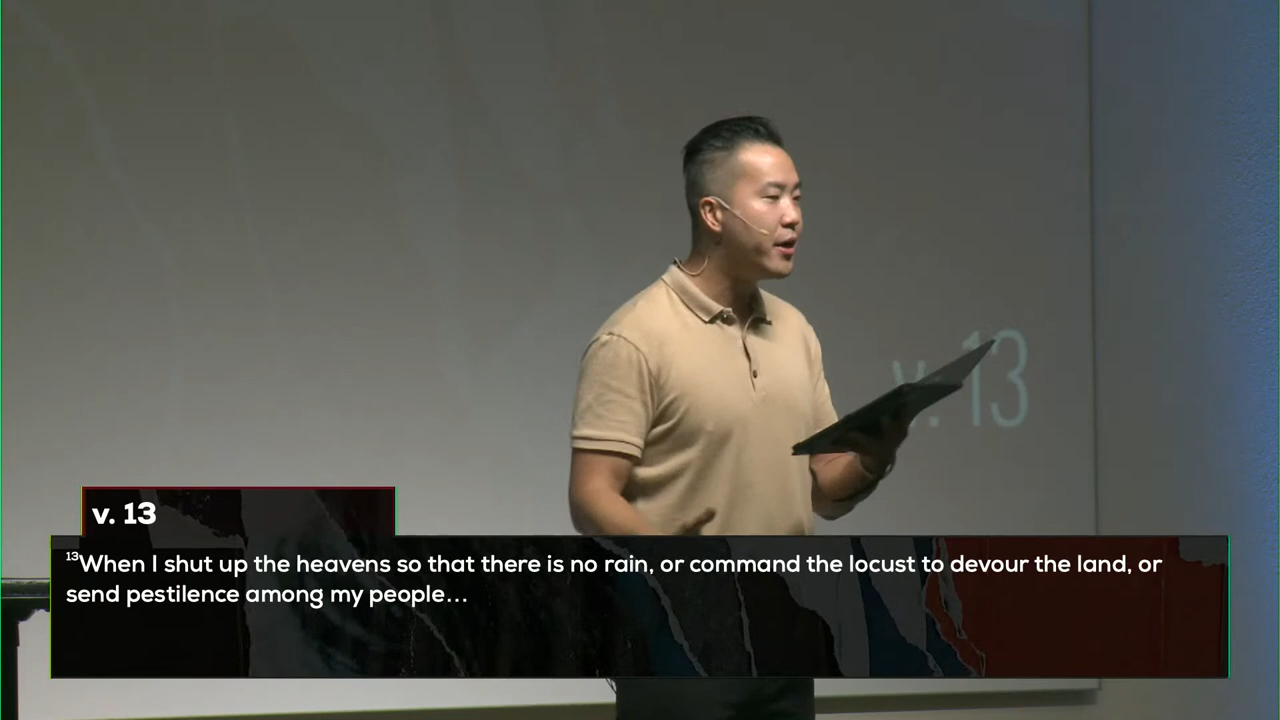 v. 13
v. 13
¹³When I shut up the heavens so that there is no rain, or command the locust to devour the land, or
send pestilence among my people…